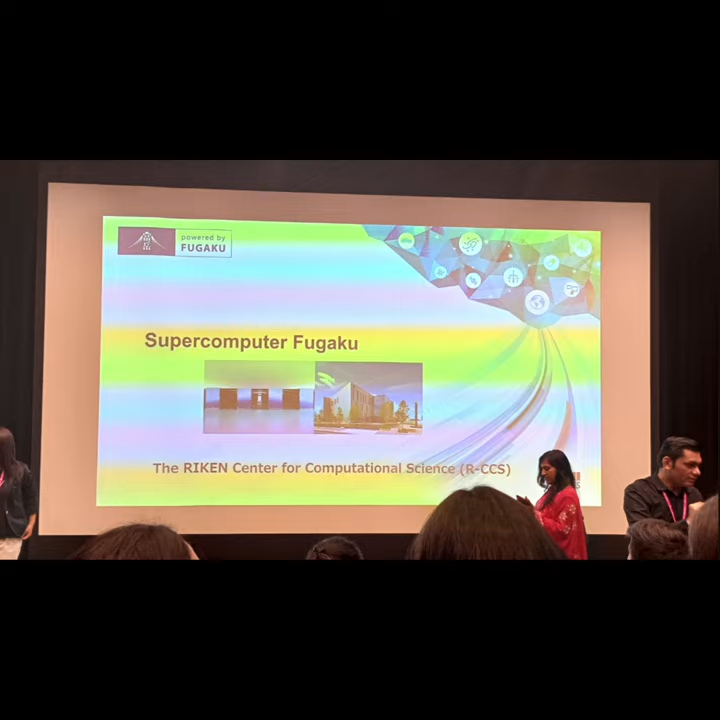 powered by
FUGAKU
Supercomputer Fugaku
The RIKEN Center for Computational Science (R-CCS)